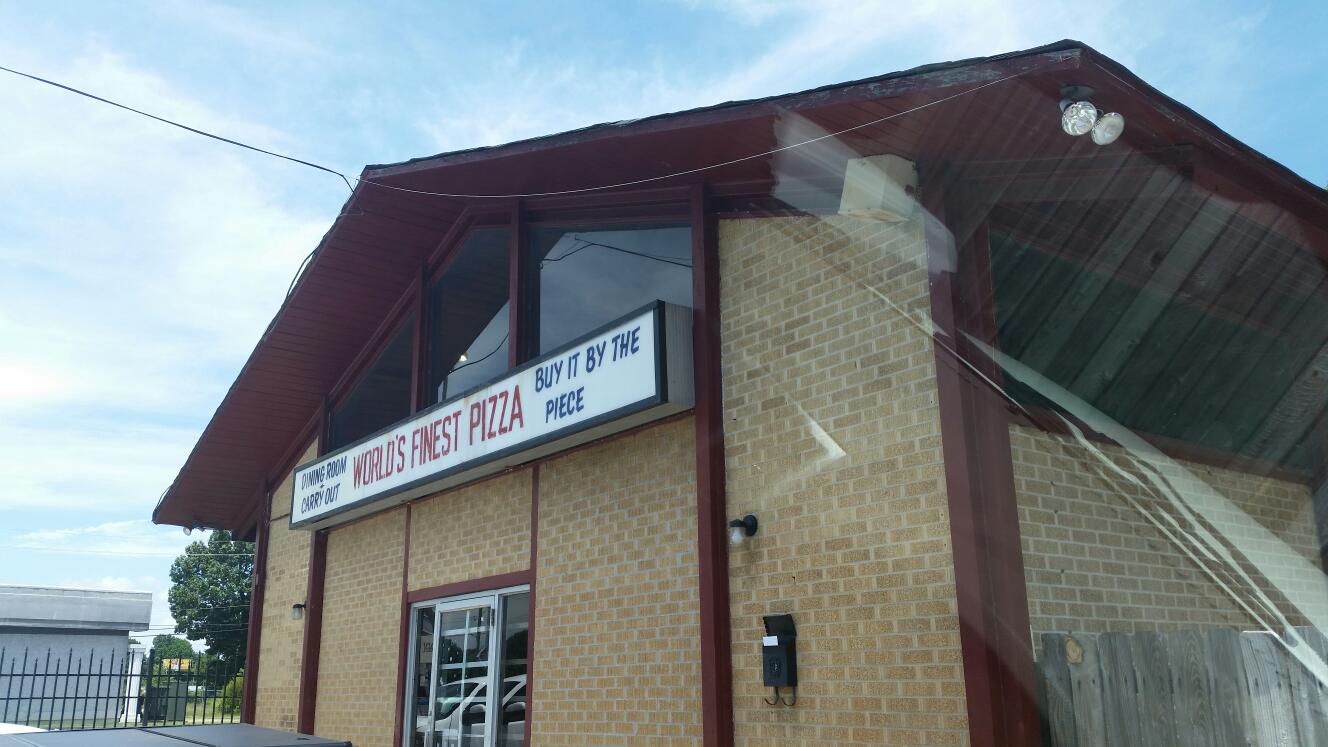 DINING ROOM
+
CARRY OUT
WORLD'S FINEST PIZZA
BUY IT BY THE
PIECE